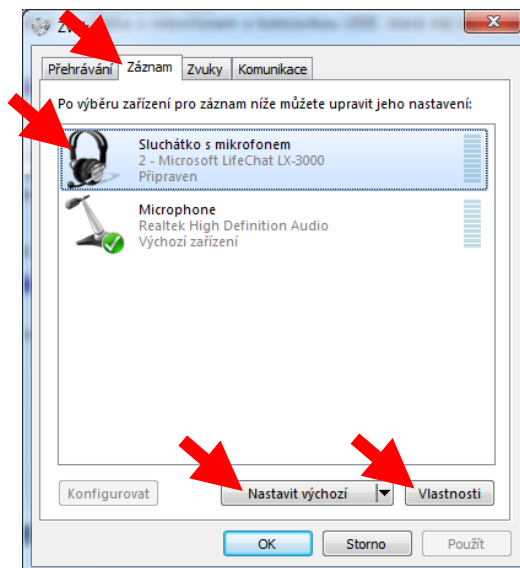 Přehrávání Záznam Zvuky Komunikace
Po výběru zařízení pro záznam níže můžete upravit jeho nastavení:
Sluchátko s mikrofonem
2 - Microsoft LifeChat LX-3000
Připraven
Microphone
Realtek High Definition Audio
Výchozí zařízení
Konfigurovat Nastavit výchozí Vlastnosti
OK Storno Použít